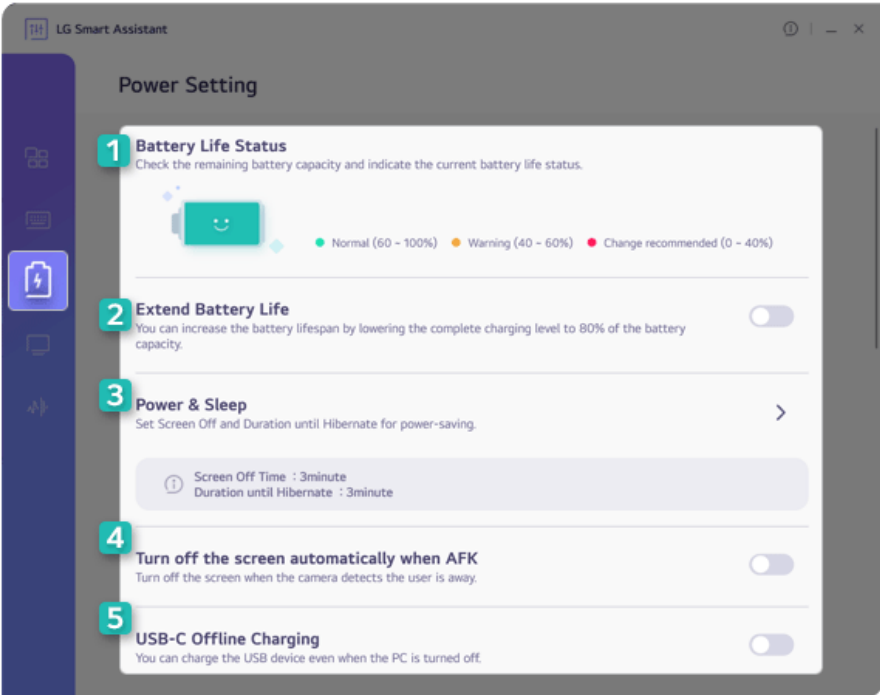 LG Smart Assistant
Power Setting
1
Battery Life Status
Check the remaining battery capacity and indicate the current battery life status.
Normal (60 ~ 100%) Warning (40 ~ 60%) Change recommended (0 ~ 40%)
2
Extend Battery Life
You can increase the battery lifespan by lowering the complete charging level to 80% of the battery
capacity.
3
Power & Sleep
Set Screen Off and Duration until Hibernate for power-saving.
Screen Off Time : 3minute
Duration until Hibernate : 3minute
4
Turn off the screen automatically when AFK
Turn off the screen when the camera detects the user is away.
5
USB-C Offline Charging
You can charge the USB device even when the PC is turned off.